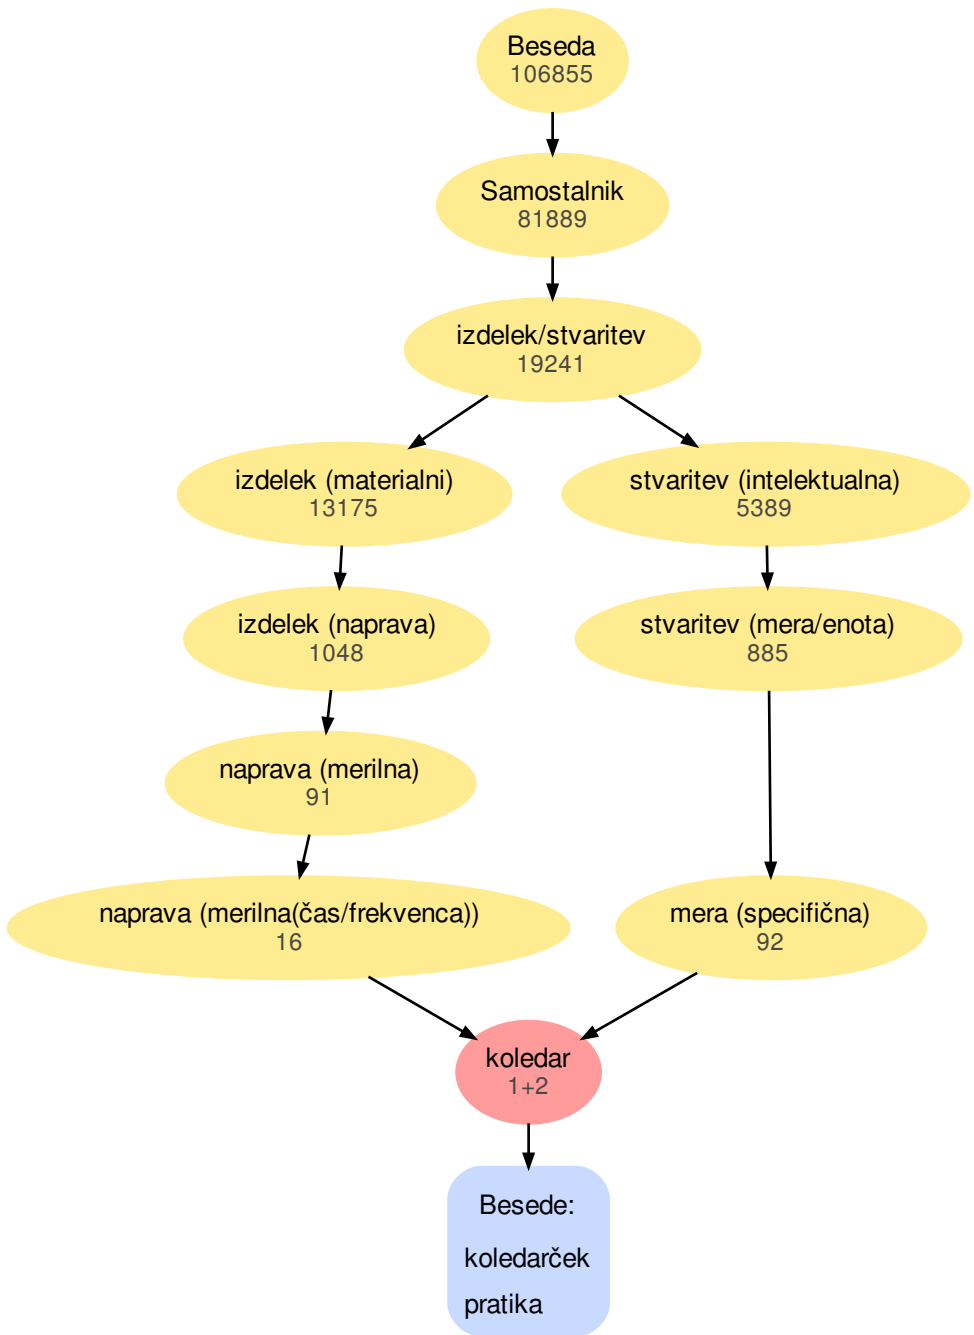 Beseda
106855
Samostalnik
81889
izdelek/stvaritev
19241
izdelek (materialni)
13175
stvaritev (intelektualna)
5389
izdelek (naprava)
1048
stvaritev (mera/enota)
885
naprava (merilna)
91
naprava (merilna(čas/frekvenca))
16
mera (specifična)
92
koledar
1+2
Besede:
koledarček
pratika